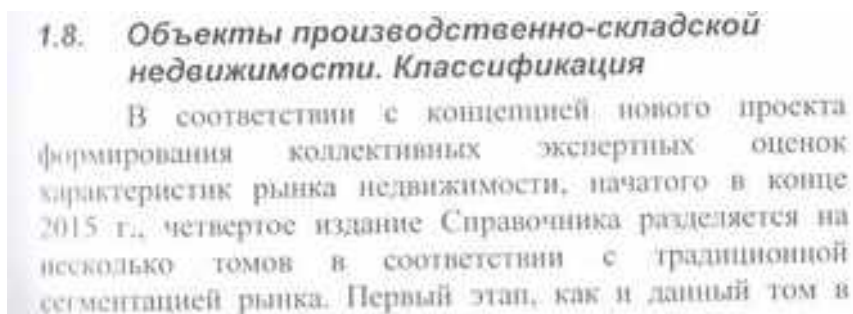 1.8. Объекты производственно-складской
недвижимости. Классификация
В соответствии с концепцией нового проекта
формирования коллективных экспертных оценок
характеристик рынка недвижимости, начатого в конце
2015 г., четвертое издание Справочника разделяется на
несколько томов в соответствии с традиционной
сегментацией рынка. Первый этап, как и данный том в